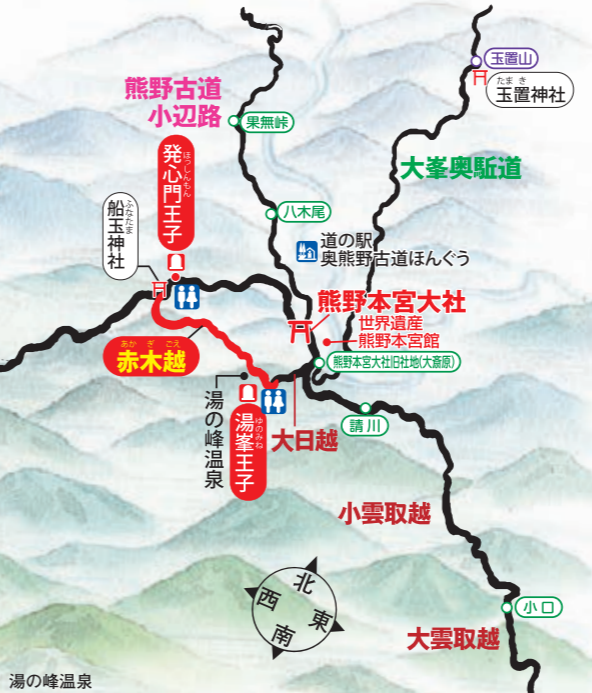 玉置山
たま き
玉置神社
熊野古道
小辺路
果無峠
大峯奥駈道
ほっしんもん
発心門王子
ふなたま
船玉神社
八木尾
道の駅
奥熊野古道ほんぐう
熊野本宮大社
世界遺産
熊野本宮館
あか ぎ ごえ
赤木越
熊野本宮大社旧社地(大斎原)
湯の峰温泉
ゆのみね
湯峯王子
大日越
請川
小雲取越
北
西
東
南
小口
大雲取越
湯の峰温泉